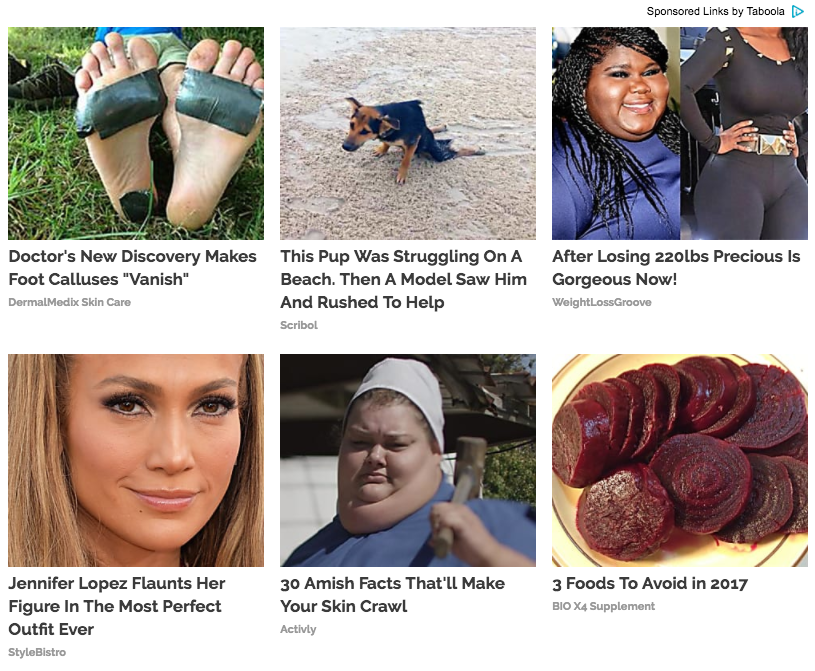 Sponsored Links by Taboola
Doctor's New Discovery Makes
Foot Calluses "Vanish"
DermalMedix Skin Care
This Pup Was Struggling On A
Beach. Then A Model Saw Him
And Rushed To Help
Scribol
After Losing 220lbs Precious Is
Gorgeous Now!
WeightLossGroove
Jennifer Lopez Flaunts Her
Figure In The Most Perfect
Outfit Ever
StyleBistro
30 Amish Facts That'll Make
Your Skin Crawl
Activly
3 Foods To Avoid in 2017
BIO X4 Supplement